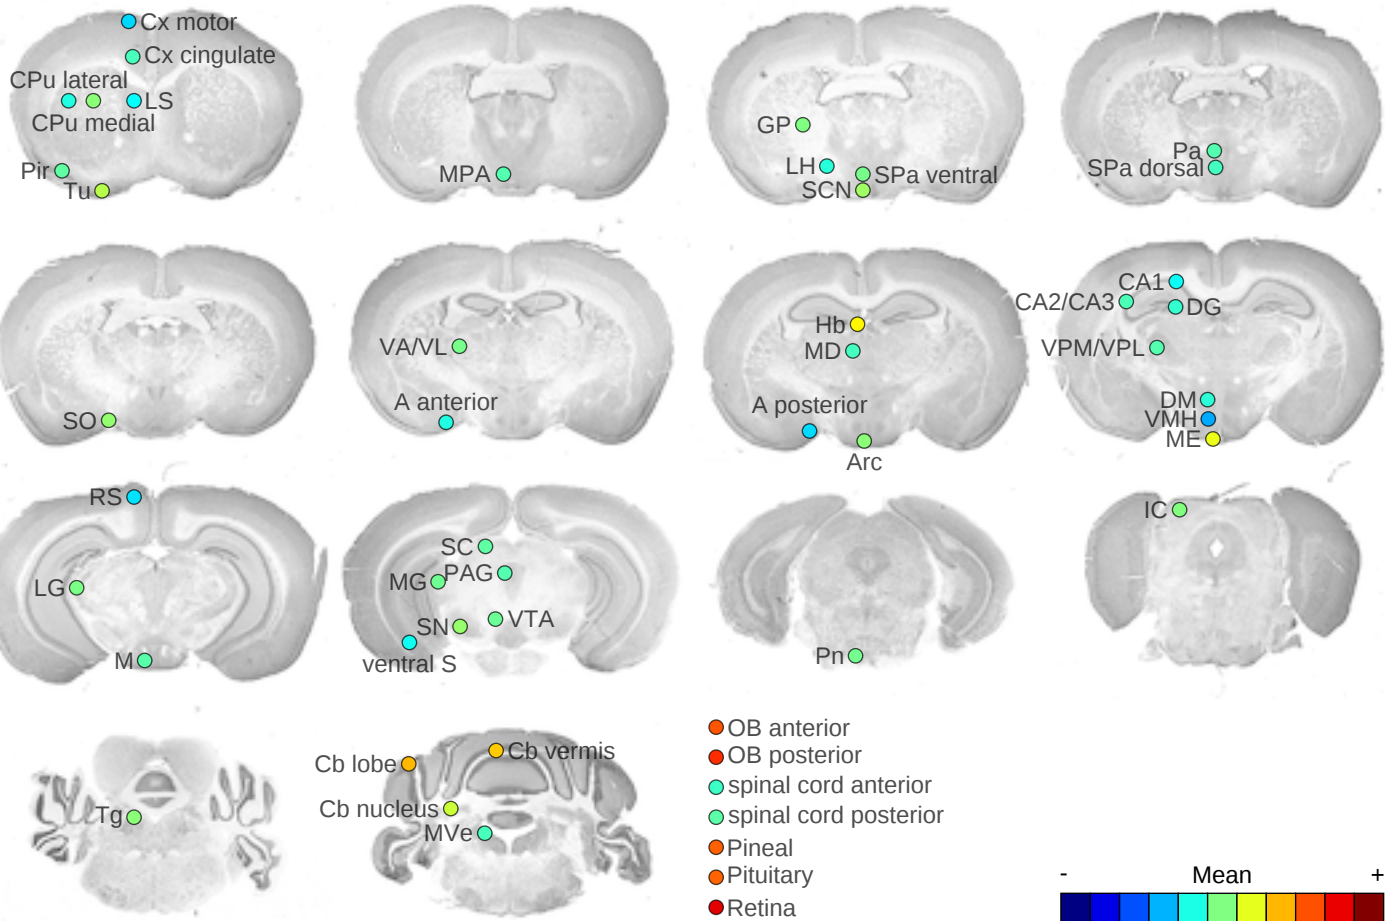 Cx motor
Cx cingulate
CPu lateral
LS
CPu medial
Pir
Tu
MPA
GP
LH
SPa ventral
SCN
Pa
SPa dorsal
SO
VA/VL
A anterior
Hb
MD
A posterior
Arc
CA1
CA2/CA3
DG
VPM/VPL
DM
VMH
ME
RS
LG
M
SC
MG
PAG
SN
VTA
ventral S
Pn
IC
Tg
Cb lobe
Cb vermis
Cb nucleus
MVe
OB anterior
OB posterior
spinal cord anterior
spinal cord posterior
Pineal
Pituitary
Retina
- Mean +